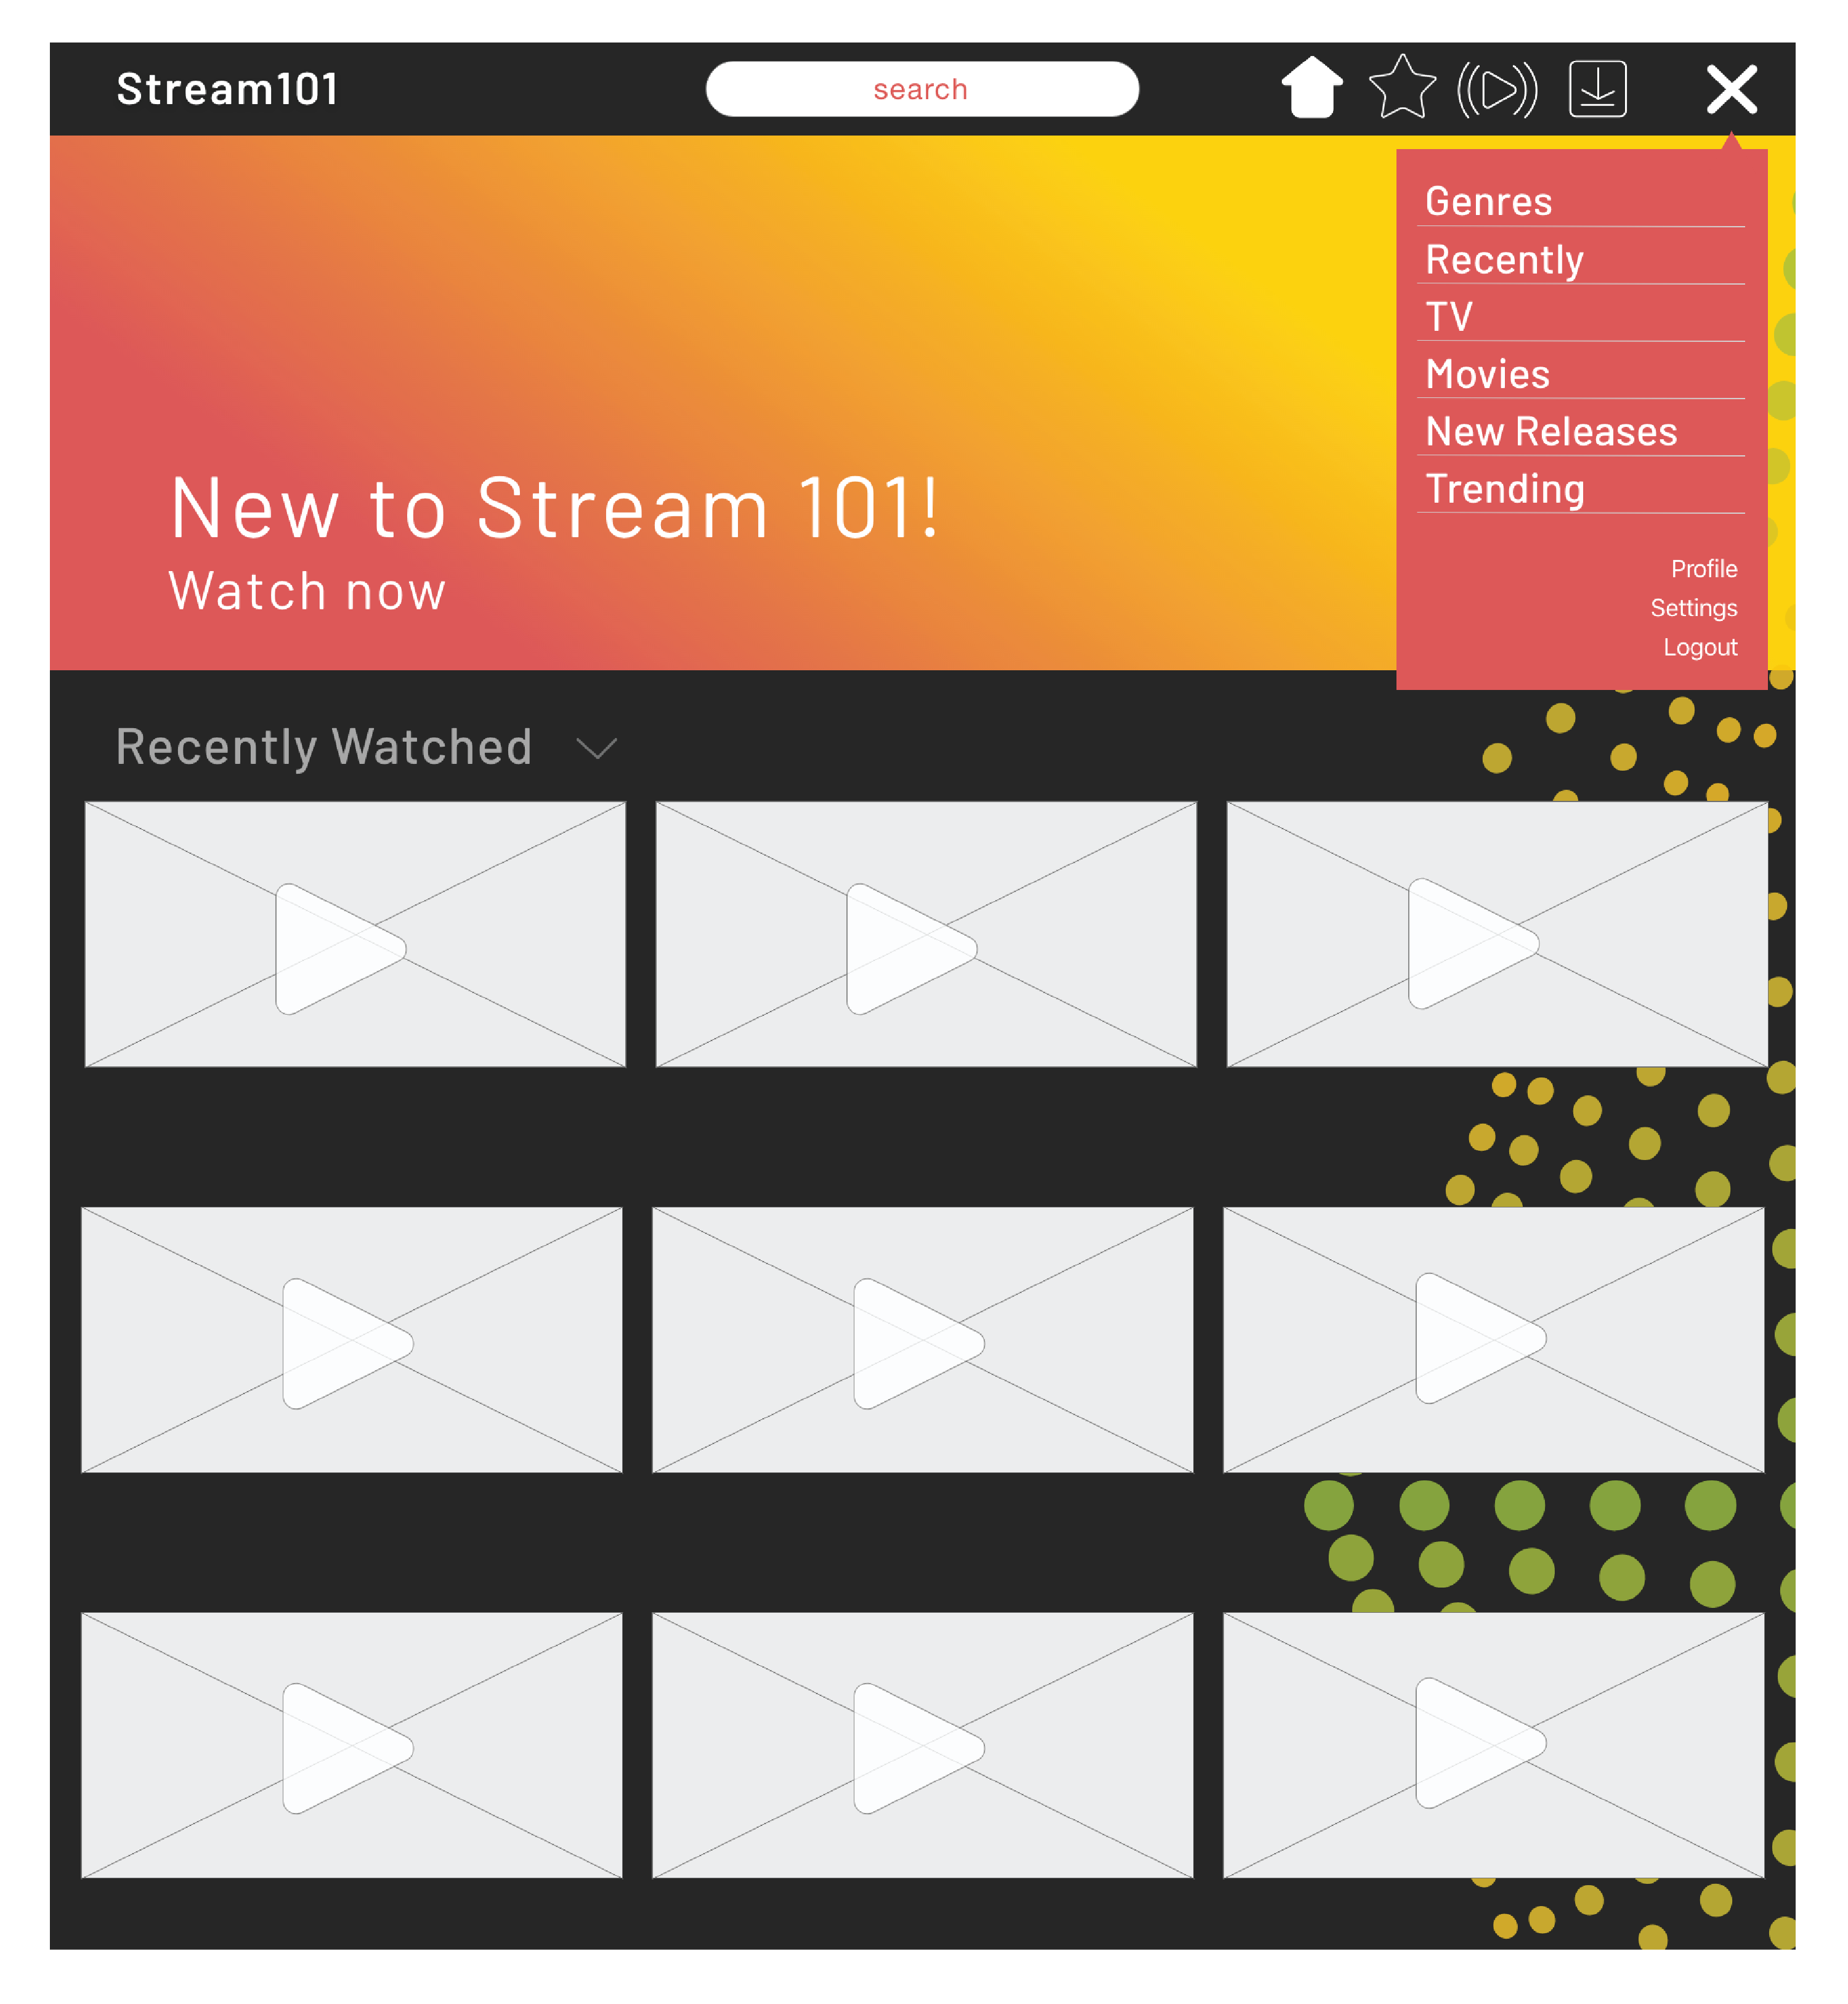 Stream101
search
Genres
Recently
TV
Movies
New Releases
Trending
Profile
Settings
Logout
New to Stream 101!
Watch now
Recently Watched